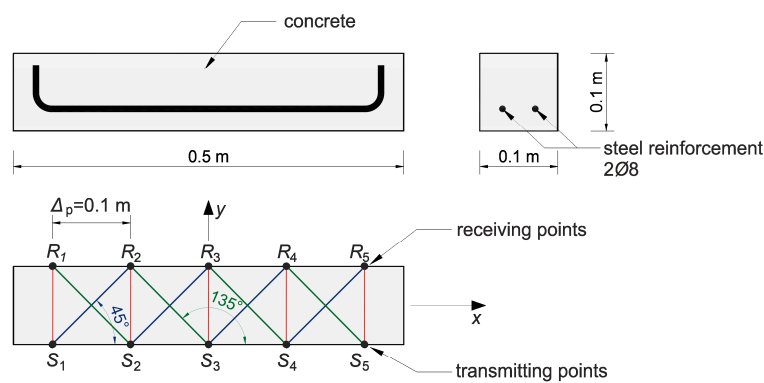 concrete
0.5 m
0.1 m
0.1 m
steel reinforcement
2Ø8
Δp=0.1 m
y
R1 R2 R3 R4 R5
receiving points
45°
135°
x
S1 S2 S3 S4 S5
transmitting points